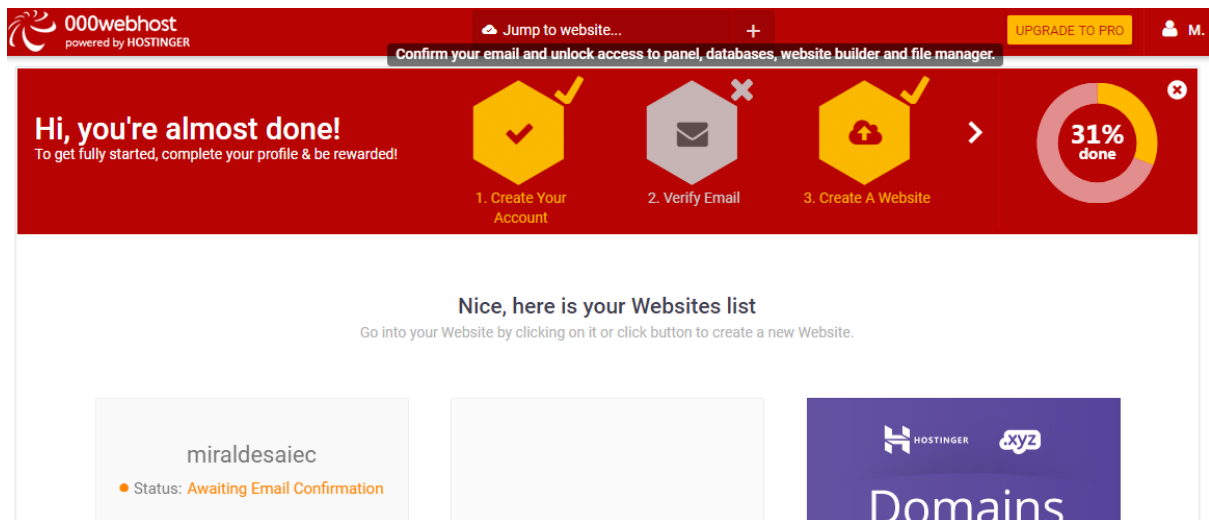 000webhost
powered by HOSTINGER
Jump to website...
+
UPGRADE TO PRO
M.
Confirm your email and unlock access to panel, databases, website builder and file manager.
Hi, you're almost done!
To get fully started, complete your profile & be rewarded!
1. Create Your
Account
2. Verify Email
3. Create A Website
31%
done
Nice, here is your Websites list
Go into your Website by clicking on it or click button to create a new Website.
miraldesaiec
Status: Awaiting Email Confirmation
HOSTINGER
.xyz
Domains